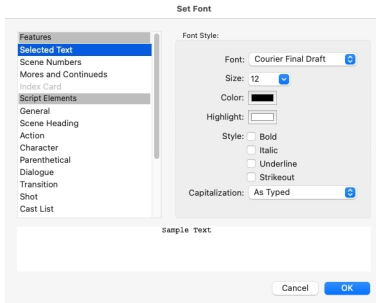 Set Font
Features
Selected Text
Scene Numbers
Mores and Continueds
Index Card
Script Elements
General
Scene Heading
Action
Character
Parenthetical
Dialogue
Transition
Shot
Cast List
Font Style:
Font: Courier Final Draft
Size: 12
Color:
Highlight:
Style: Bold
Italic
Underline
Strikeout
Capitalization: As Typed
Sample Text
Cancel OK